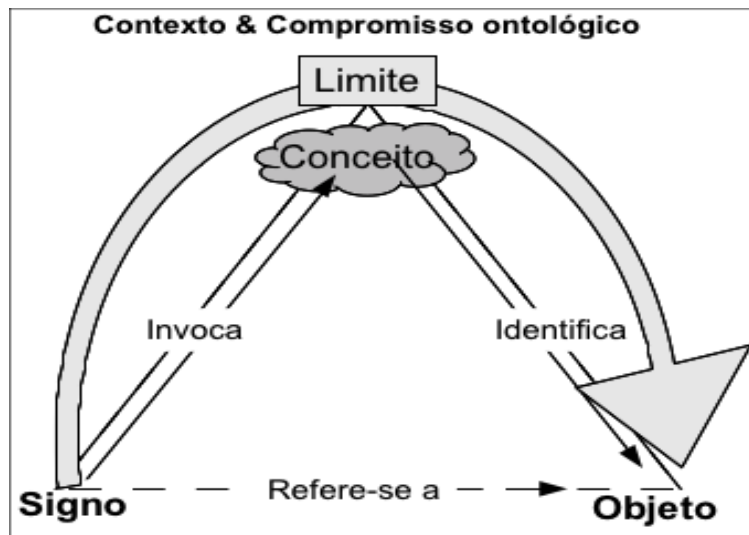 Contexto & Compromisso ontológico
Limite
Conceito
Invoca
Identifica
Refere-se a
Signo
Objeto